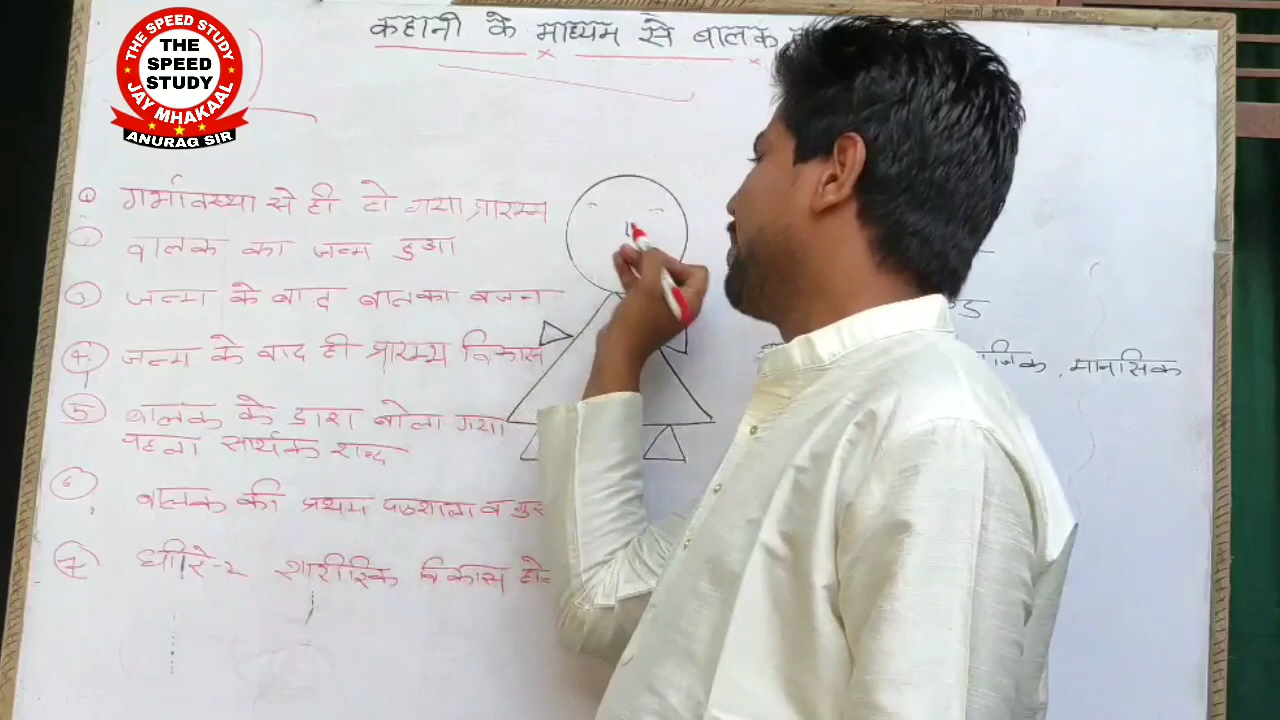 THE SPEED STUDY
THE
SPEED
STUDY
JAY MHAKAAL
ANURAG SIR
कहानी के माध्यम से बालक
① गर्भावस्था से ही हो गया प्रारम्भ
② बालक का जन्म हुआ
③ जन्म के बाद बालका वजन
④ जन्म के बाद ही प्रारम्भ विकास
⑤ बालक के द्वारा बोला गया
पहला सार्थक शब्द
⑥ बालक की प्रथम पाठशाला व गुरु
⑦ धीरे-२ शारीरिक विकास
मानसिक